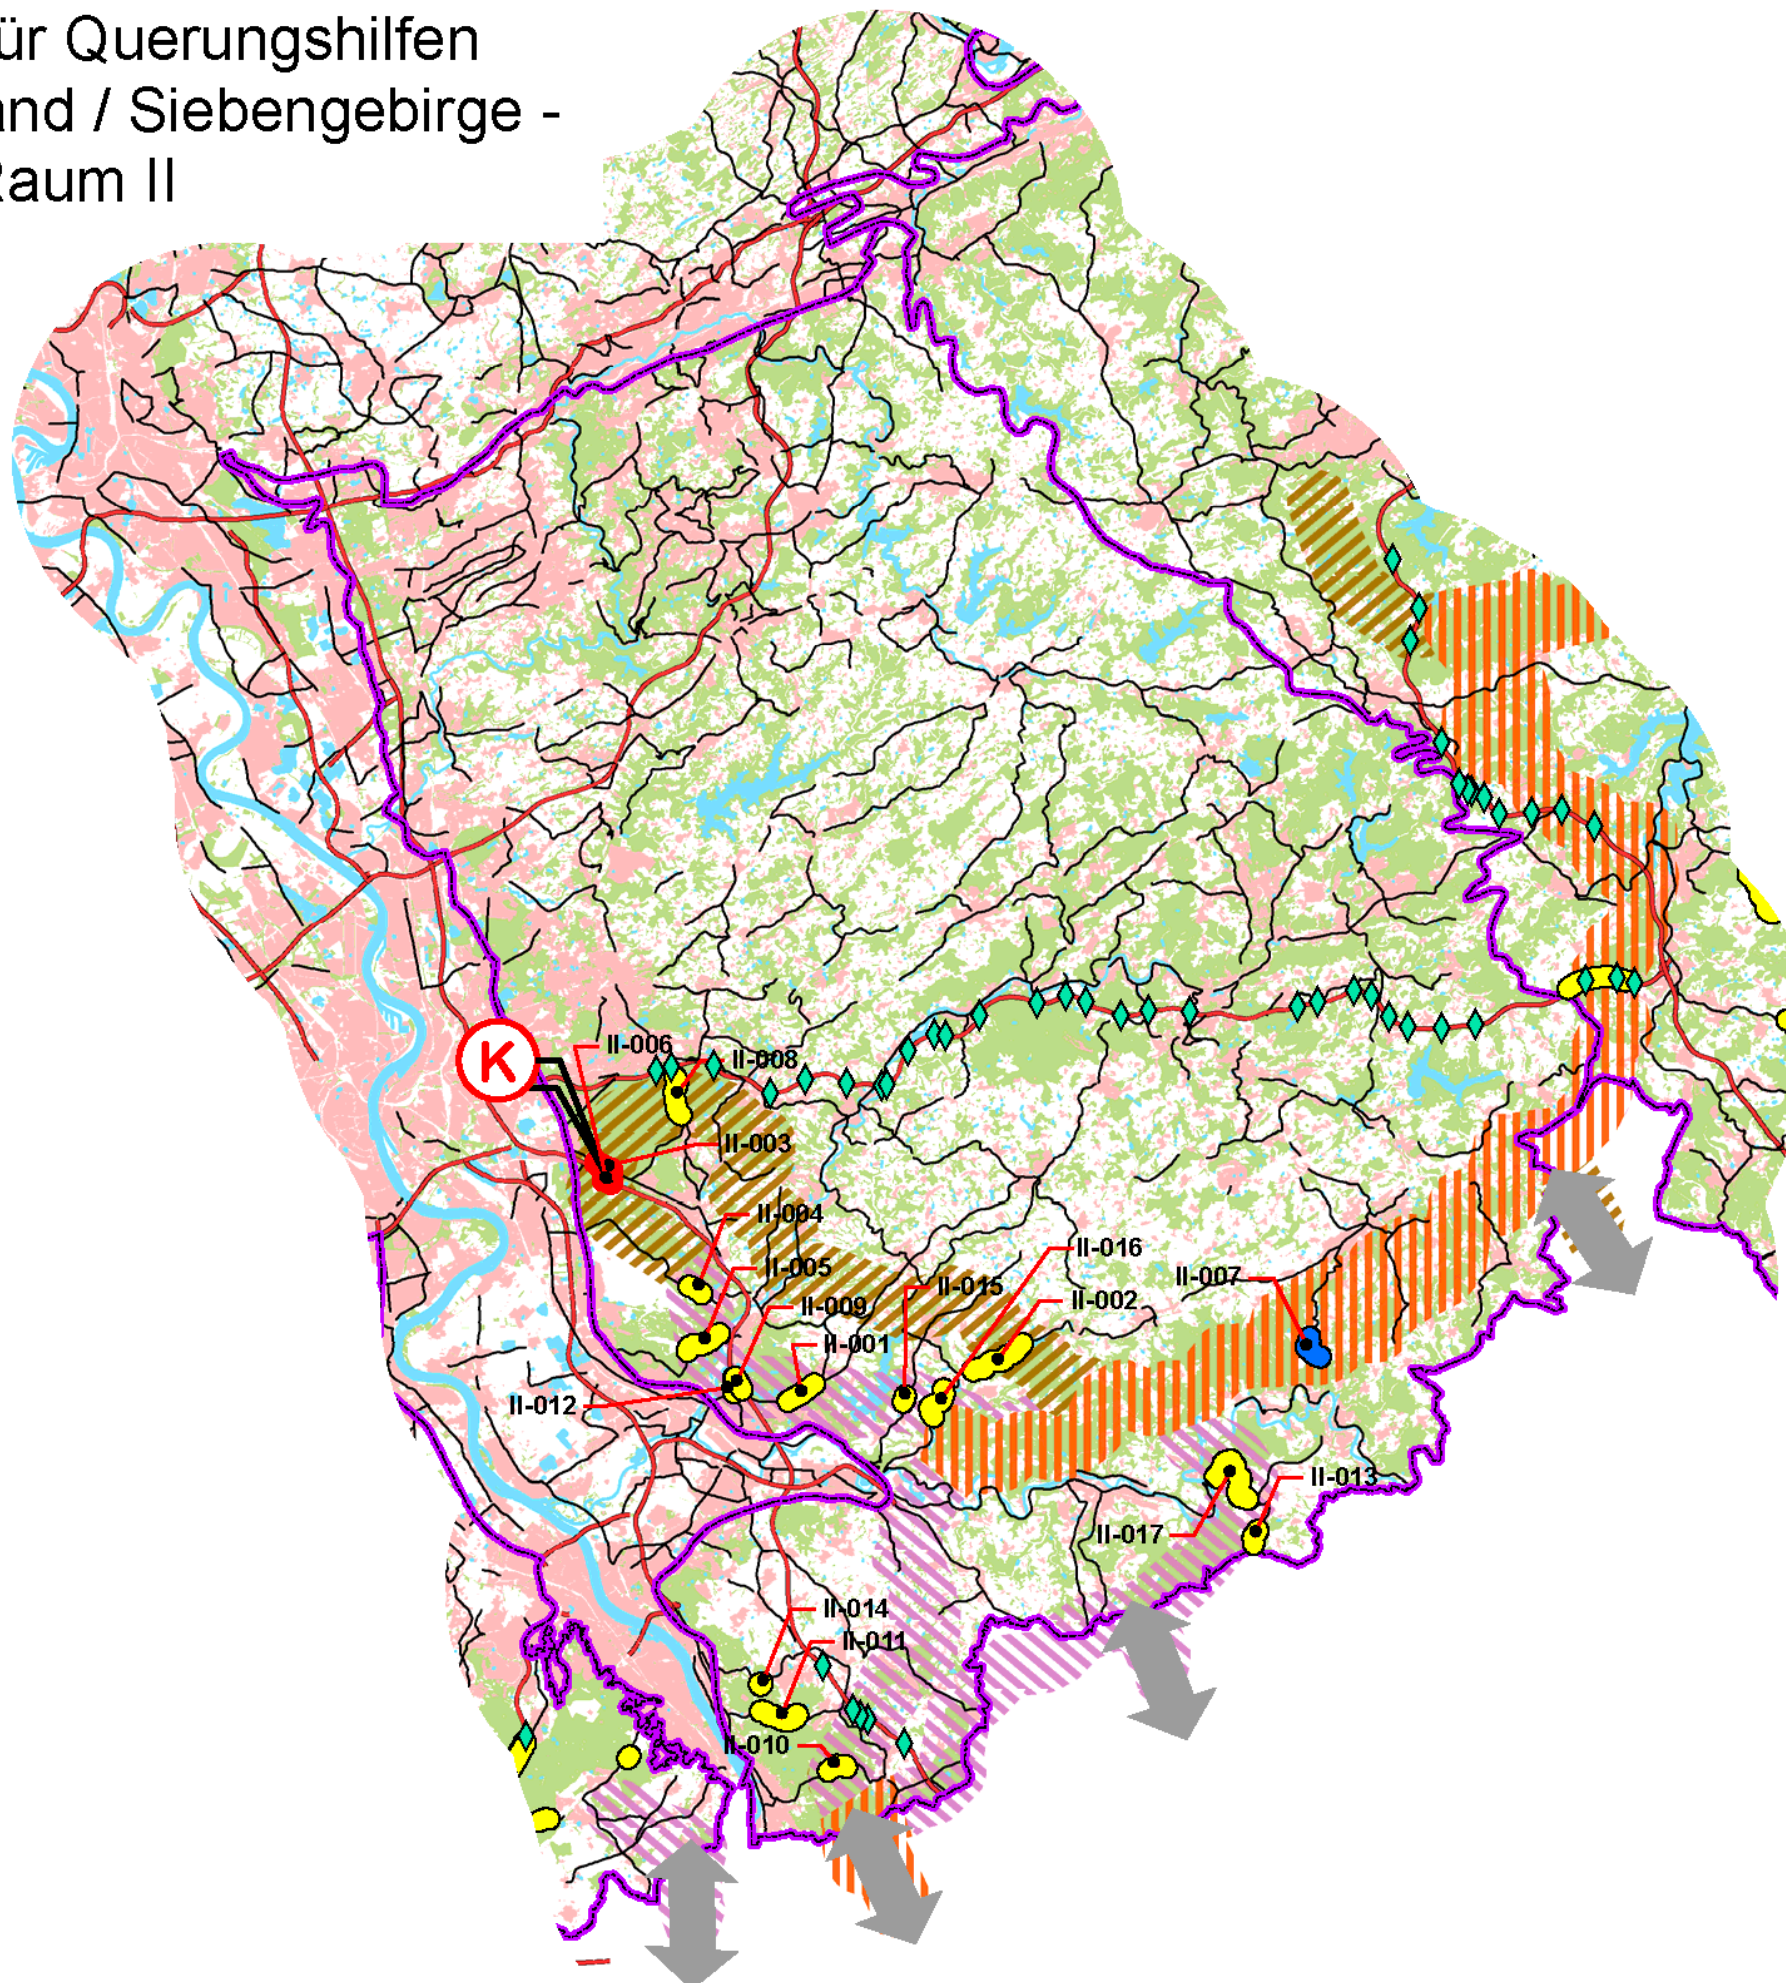 ür Querungshilfen
and / Siebengebirge -
Raum II
K
II-006
II-008
II-003
II-004
II-005
II-016
II-007
II-015
II-002
II-009
II-001
II-012
II-013
II-017
II-014
II-011
II-010